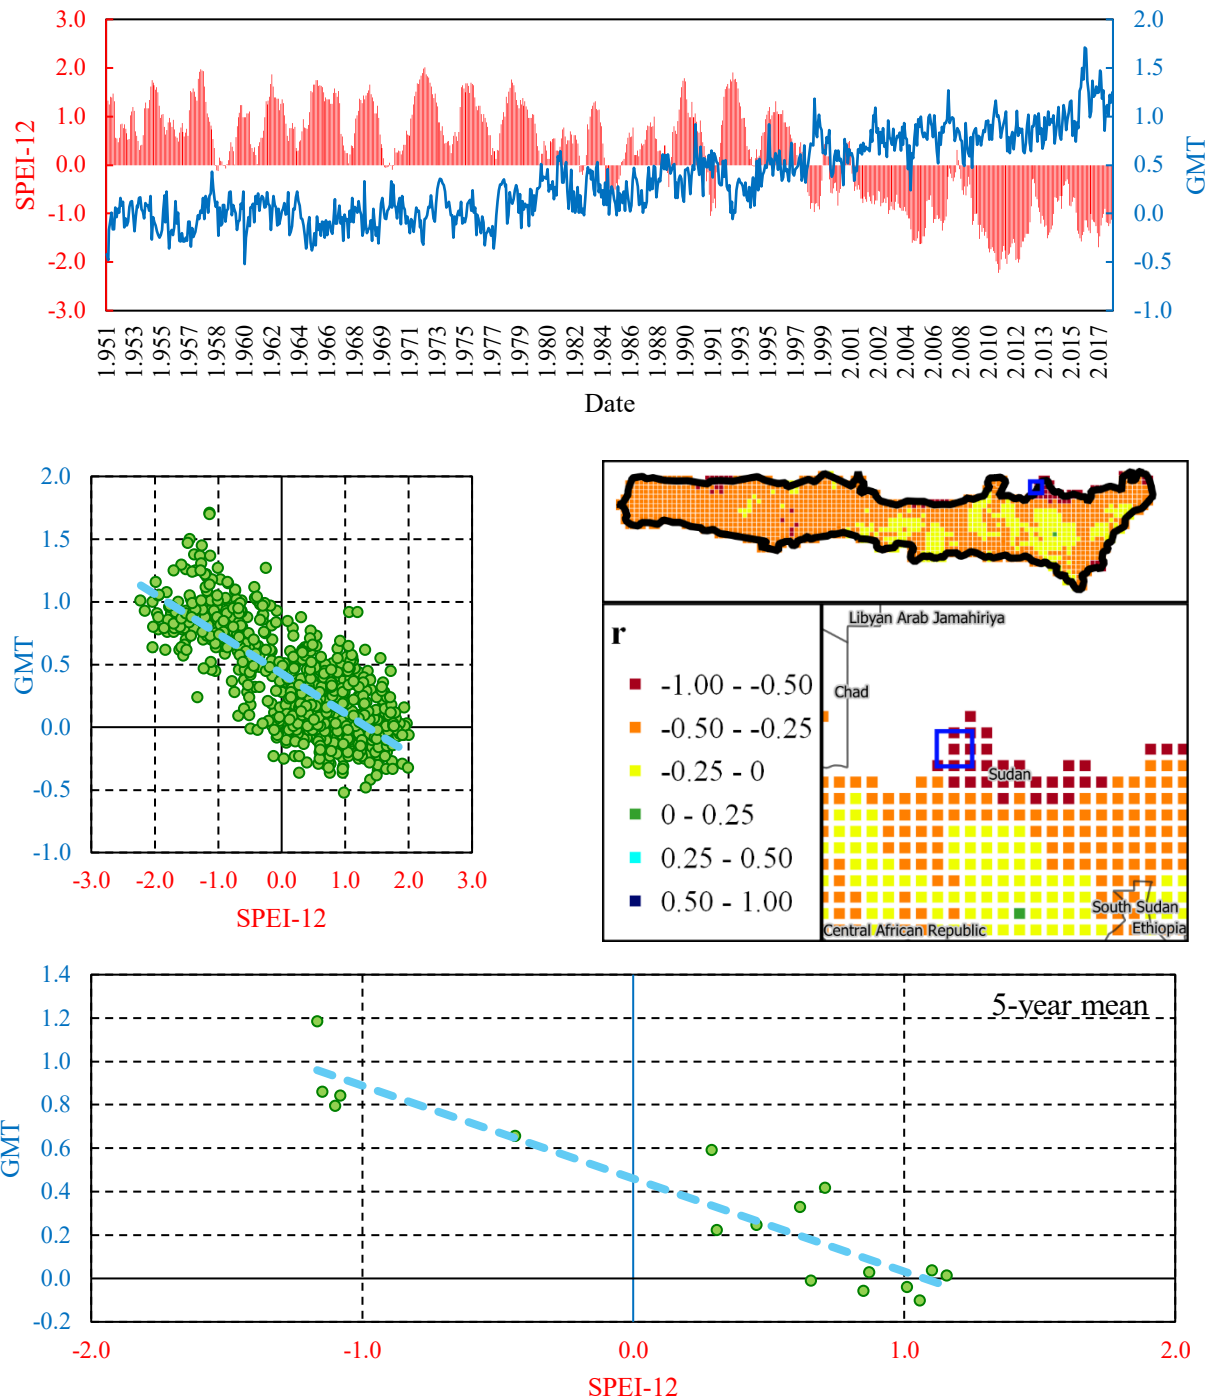 3.0
2.0
1.0
0.0
-1.0
-2.0
-3.0
SPEI-12
2.0
1.5
1.0
0.5
0.0
-0.5
-1.0
GMT
1.951
1.953
1.955
1.957
1.958
1.960
1.962
1.964
1.966
1.968
1.969
1.971
1.973
1.975
1.977
1.979
1.980
1.982
1.984
1.986
1.988
1.990
1.991
1.993
1.995
1.997
1.999
2.001
2.002
2.004
2.006
2.008
2.010
2.012
2.013
2.015
2.017
Date
2.0
1.5
1.0
0.5
0.0
-0.5
-1.0
GMT
-3.0 -2.0 -1.0 0.0 1.0 2.0 3.0
SPEI-12
r
-1.00 - -0.50
-0.50 - -0.25
-0.25 - 0
0 - 0.25
0.25 - 0.50
0.50 - 1.00
Libyan Arab Jamahiriya
Chad
Sudan
South Sudan
Central African Republic
Ethiopia
5-year mean
1.4
1.2
1.0
0.8
0.6
0.4
0.2
0.0
-0.2
GMT
-2.0 -1.0 0.0 1.0 2.0
SPEI-12